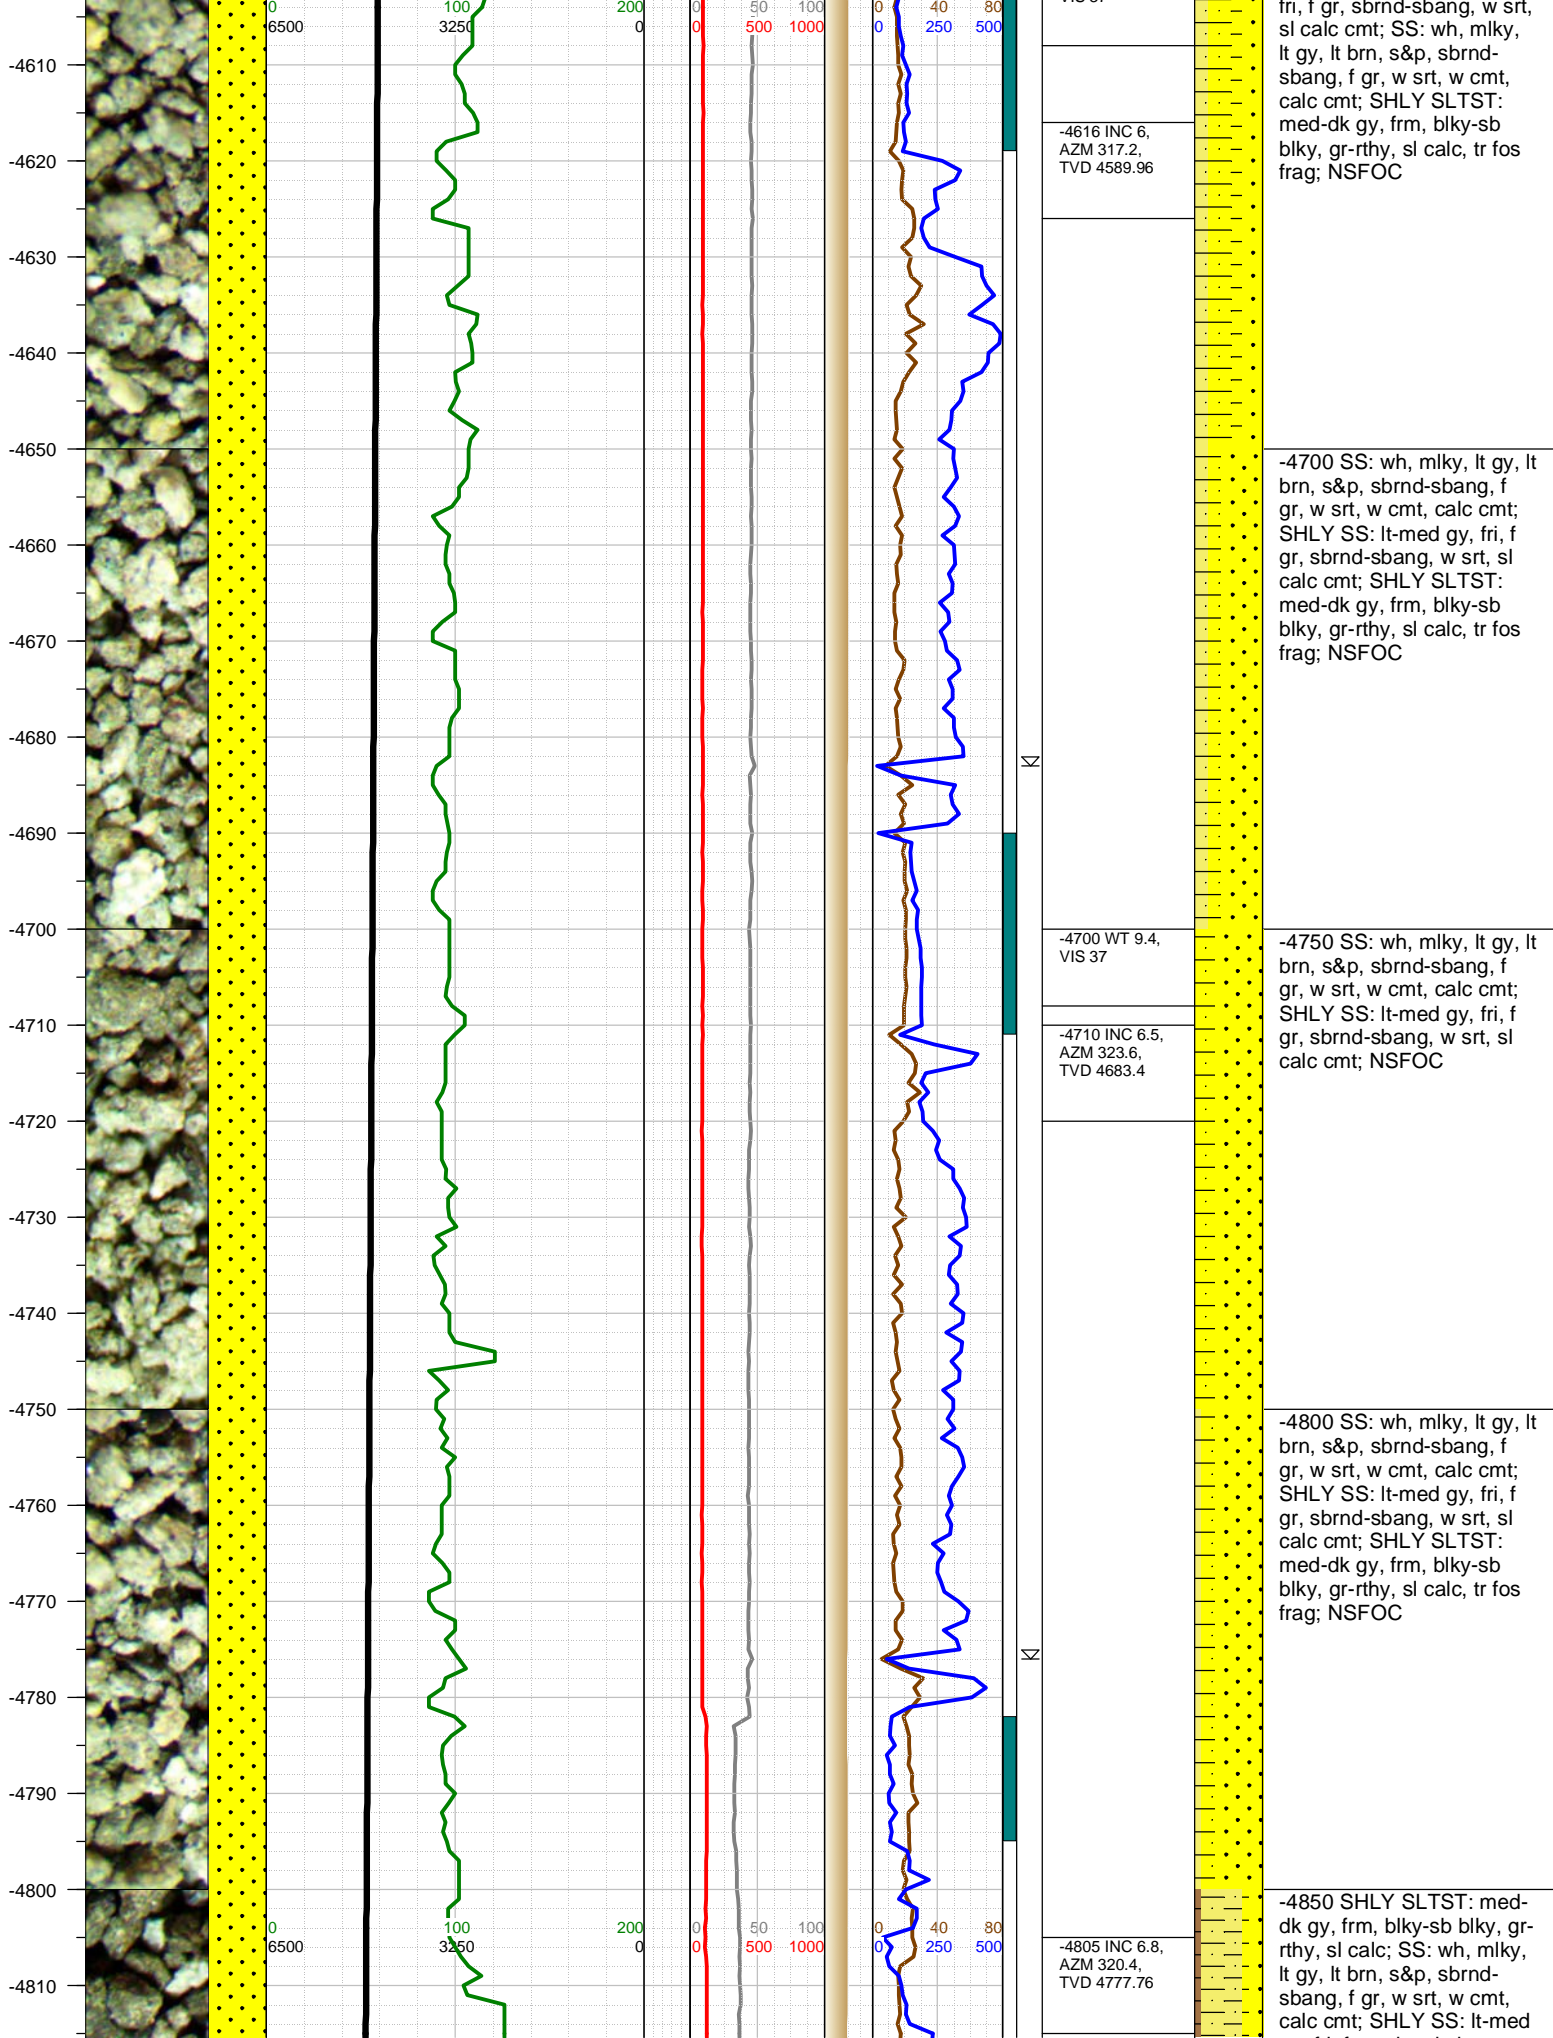 0 100 200 0 50 100 0 40 80
6500 3250 0 0 500 1000 0 250 500
fri, f gr, sbrnd-sbang, w srt,
sl calc cmt; SS: wh, mlky,
lt gy, lt brn, s&p, sbrnd-
sbang, f gr, w srt, w cmt,
calc cmt; SHLY SLTST:
med-dk gy, frm, blky-sb
blky, gr-rthy, sl calc, tr fos
frag; NSFOC
-4610
-4616 INC 6,
AZM 317.2,
TVD 4589.96
-4620
-4630
-4640
-4650
-4700 SS: wh, mlky, lt gy, lt
brn, s&p, sbrnd-sbang, f
gr, w srt, w cmt, calc cmt;
SHLY SS: lt-med gy, fri, f
gr, sbrnd-sbang, w srt, sl
calc cmt; SHLY SLTST:
med-dk gy, frm, blky-sb
blky, gr-rthy, sl calc, tr fos
frag; NSFOC
-4660
-4670
-4680
-4690
-4700
-4700 WT 9.4,
VIS 37
-4750 SS: wh, mlky, lt gy, lt
brn, s&p, sbrnd-sbang, f
gr, w srt, w cmt, calc cmt;
SHLY SS: lt-med gy, fri, f
gr, sbrnd-sbang, w srt, sl
calc cmt; NSFOC
-4710
-4710 INC 6.5,
AZM 323.6,
TVD 4683.4
-4720
-4730
-4740
-4750
-4800 SS: wh, mlky, lt gy, lt
brn, s&p, sbrnd-sbang, f
gr, w srt, w cmt, calc cmt;
SHLY SS: lt-med gy, fri, f
gr, sbrnd-sbang, w srt, sl
calc cmt; SHLY SLTST:
med-dk gy, frm, blky-sb
blky, gr-rthy, sl calc, tr fos
frag; NSFOC
-4760
-4770
-4780
-4790
-4800
0 100 200 0 50 100 0 40 80
6500 3250 0 0 500 1000 0 250 500
-4805 INC 6.8,
AZM 320.4,
TVD 4777.76
-4850 SHLY SLTST: med-
dk gy, frm, blky-sb blky, gr-
rthy, sl calc; SS: wh, mlky,
lt gy, lt brn, s&p, sbrnd-
sbang, f gr, w srt, w cmt,
calc cmt; SHLY SS: lt-med
-4810